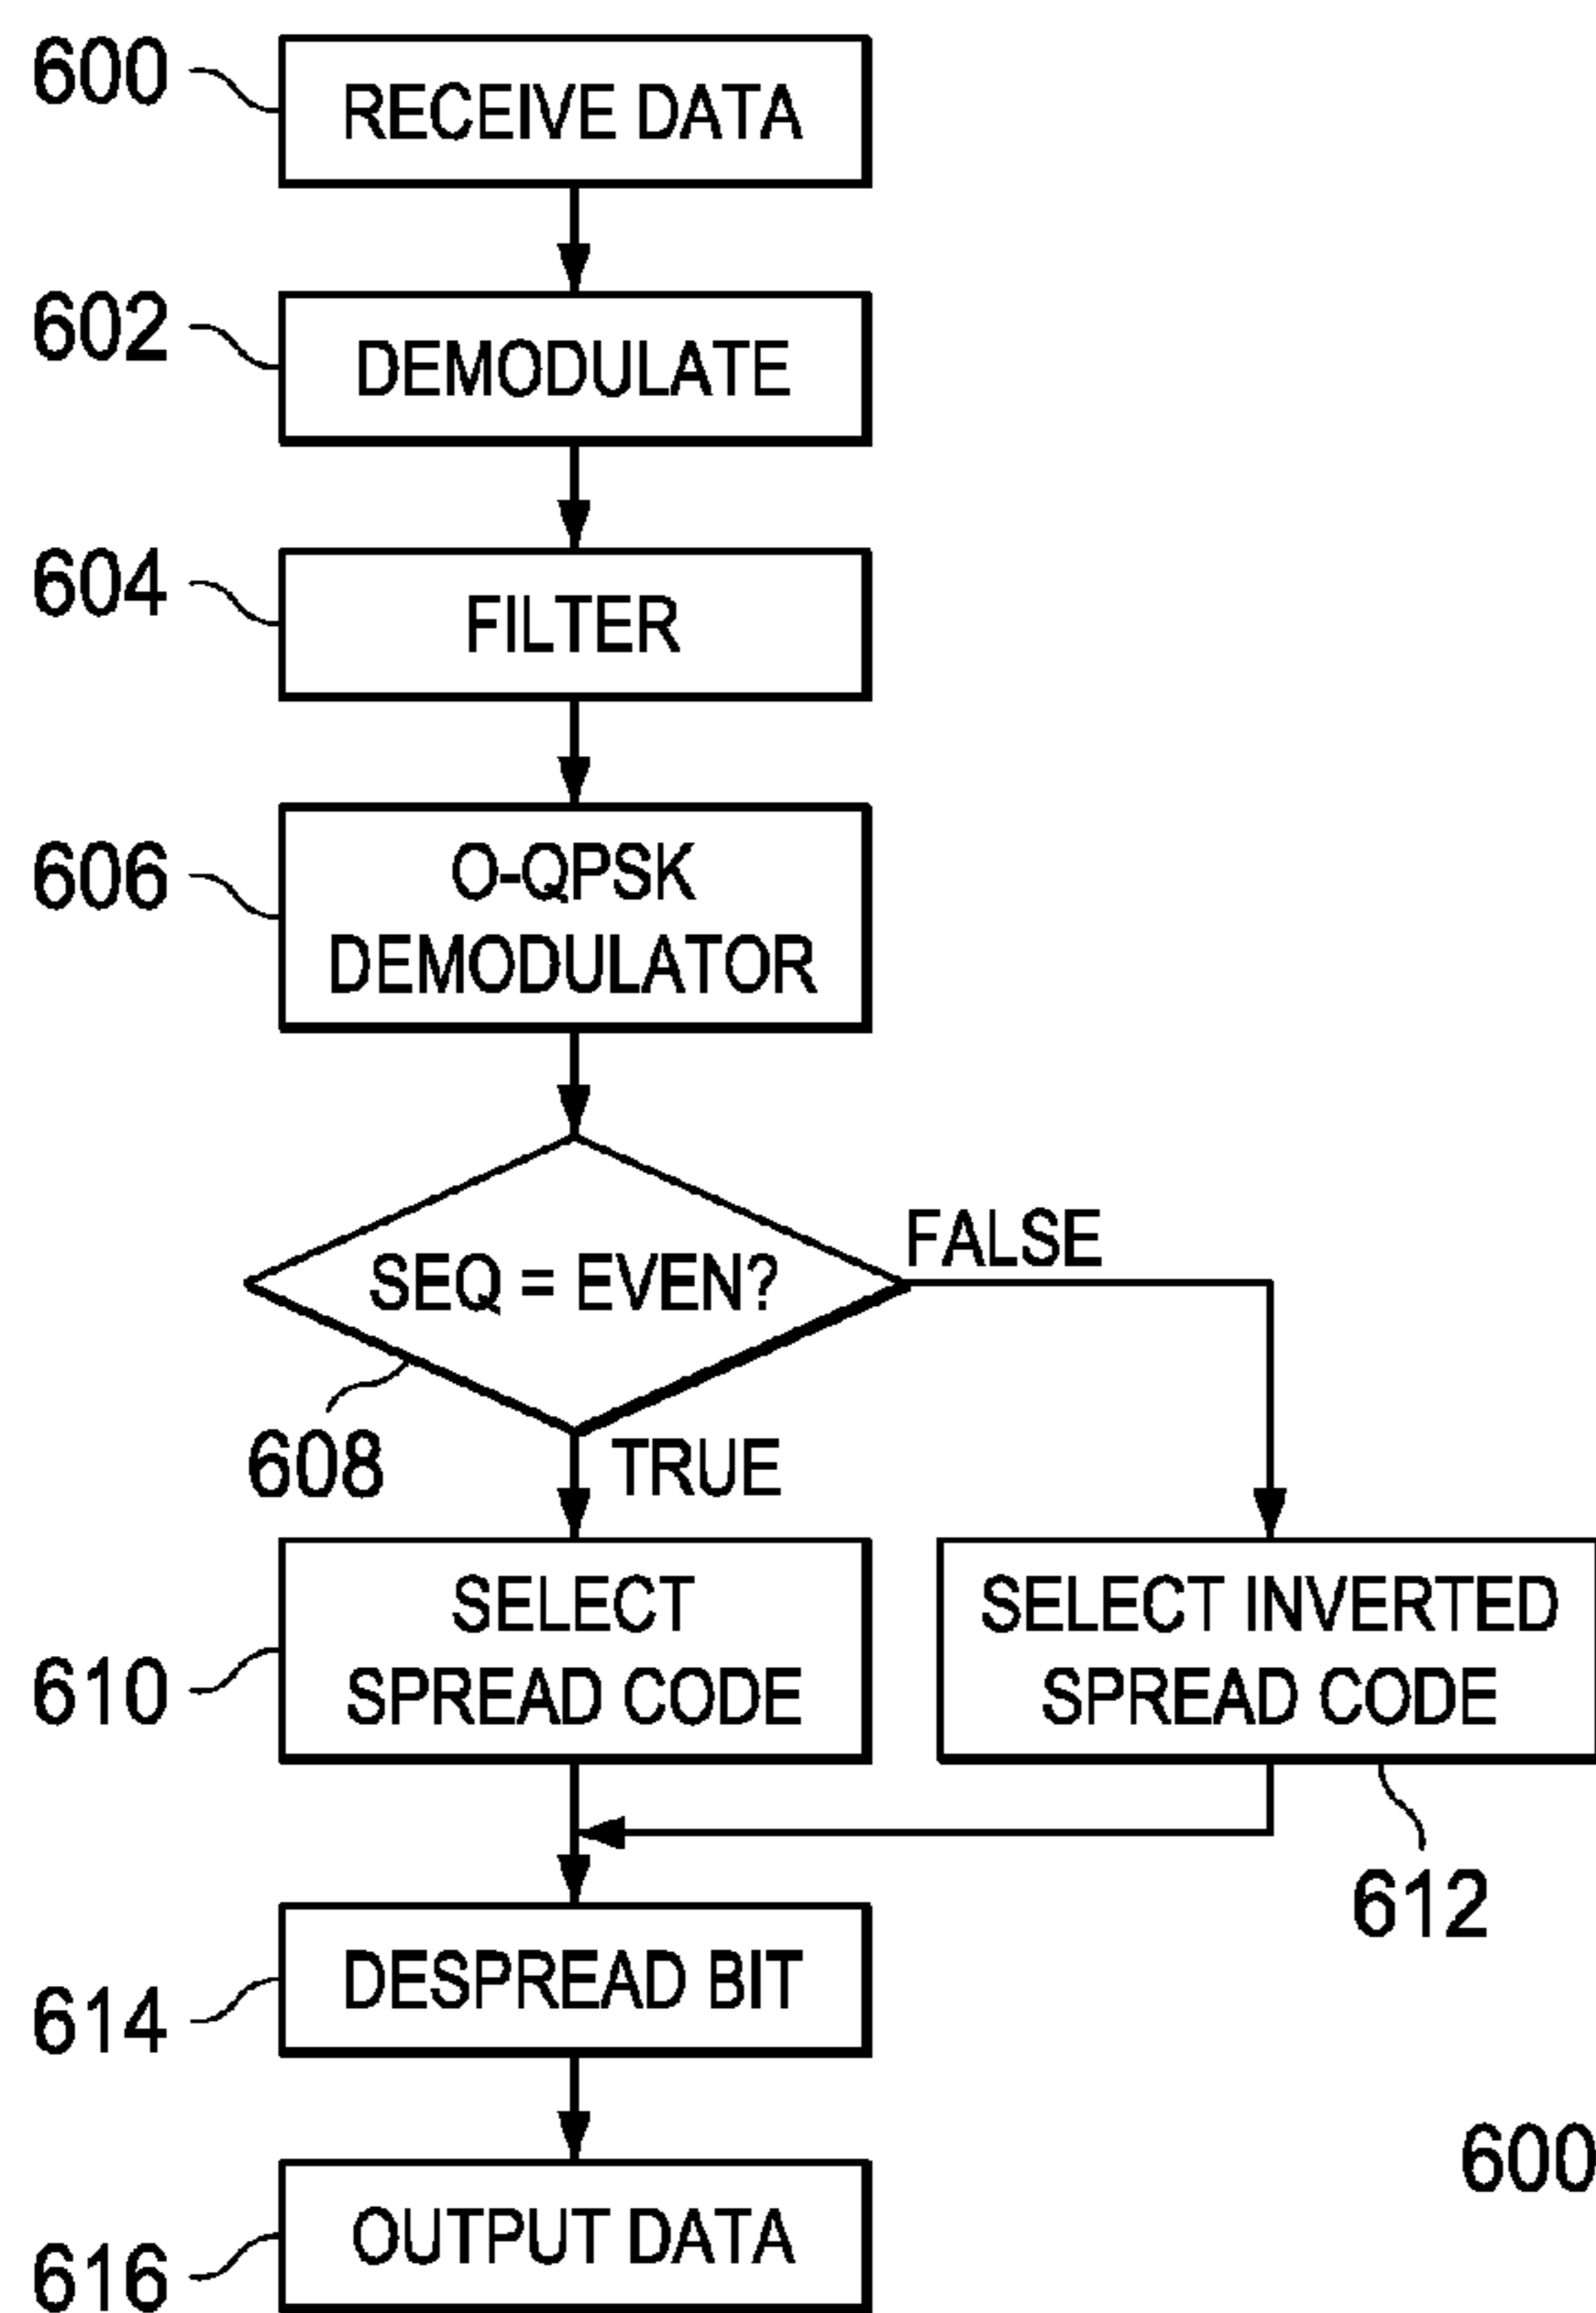 600
RECEIVE DATA
602
DEMODULATE
604
FILTER
606
O-QPSK
DEMODULATOR
SEQ = EVEN?
FALSE
608
TRUE
610
SELECT
SPREAD CODE
SELECT INVERTED
SPREAD CODE
612
614
DESPREAD BIT
600
616
OUTPUT DATA